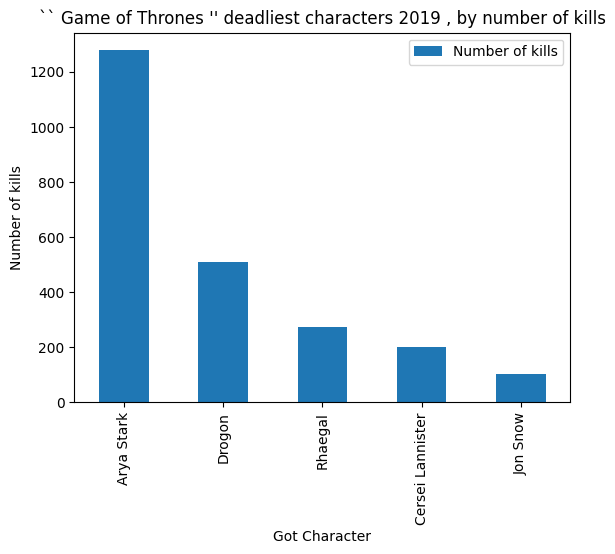 `` Game of Thrones '' deadliest characters 2019 , by number of kills
Number of kills
Number of kills
1200
1000
800
600
400
200
0
Arya Stark
Drogon
Rhaegal
Cersei Lannister
Jon Snow
Got Character